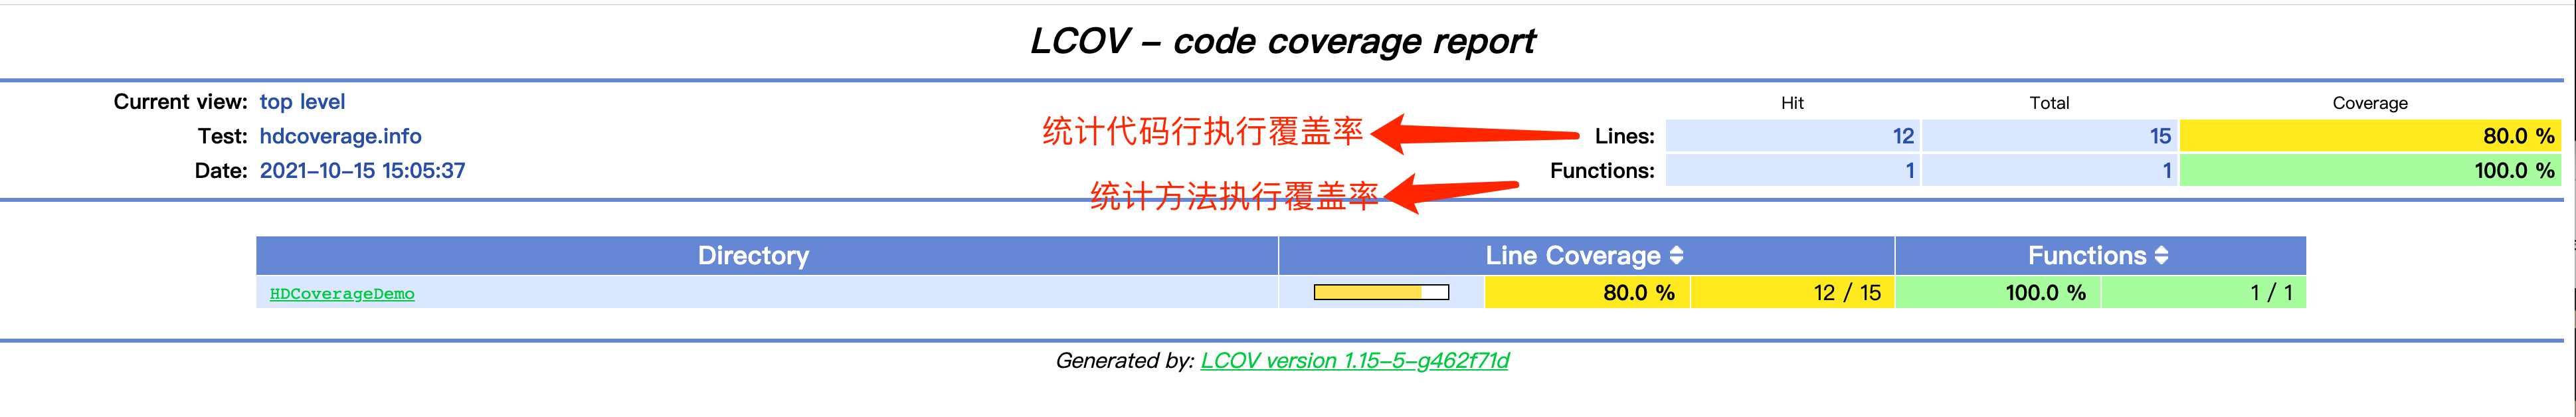 LCOV - code coverage report
Current view: top level
Test: hdcoverage.info
Date: 2021-10-15 15:05:37
Hit Total Coverage
统计代码行执行覆盖率 Lines: 12 15 80.0 %
统计方法执行覆盖率 Functions: 1 1 100.0 %
Directory Line Coverage Functions
HDCoverageDemo 80.0 % 12 / 15 100.0 % 1 / 1
Generated by: LCOV version 1.15-5-g462f71d